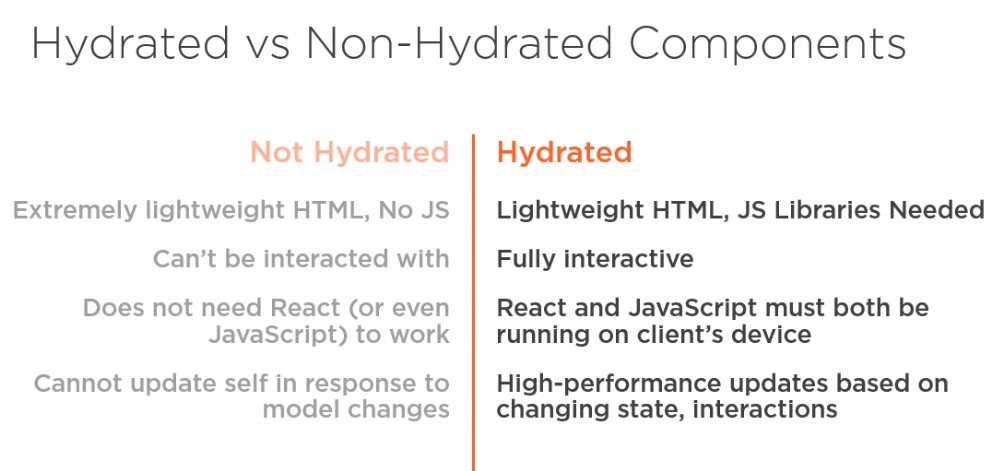 Hydrated vs Non-Hydrated Components
Not Hydrated
Extremely lightweight HTML, No JS
Can’t be interacted with
Does not need React (or even
JavaScript) to work
Cannot update self in response to
model changes
Hydrated
Lightweight HTML, JS Libraries Needed
Fully interactive
React and JavaScript must both be
running on client’s device
High-performance updates based on
changing state, interactions